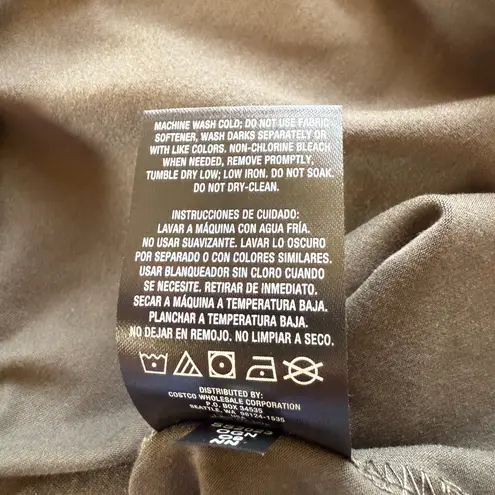 MACHINE WASH COLD; DO NOT USE FABRIC
SOFTENER, WASH DARKS SEPARATELY OR
WITH LIKE COLORS. NON-CHLORINE BLEACH
WHEN NEEDED, REMOVE PROMPTLY,
TUMBLE DRY LOW; LOW IRON. DO NOT SOAK.
DO NOT DRY-CLEAN.
INSTRUCCIONES DE CUIDADO:
LAVAR A MÁQUINA CON AGUA FRÍA.
NO USAR SUAVIZANTE. LAVAR LO OSCURO
POR SEPARADO O CON COLORES SIMILARES.
USAR BLANQUEADOR SIN CLORO CUANDO
SE NECESITE. RETIRAR DE INMEDIATO.
SECAR A MÁQUINA A TEMPERATURA BAJA.
PLANCHAR A TEMPERATURA BAJA.
NO DEJAR EN REMOJO. NO LIMPIAR A SECO.
DISTRIBUTED BY:
COSTCO WHOLESALE CORPORATION
P.O. BOX 34535
SEATTLE, WA 98124-1535